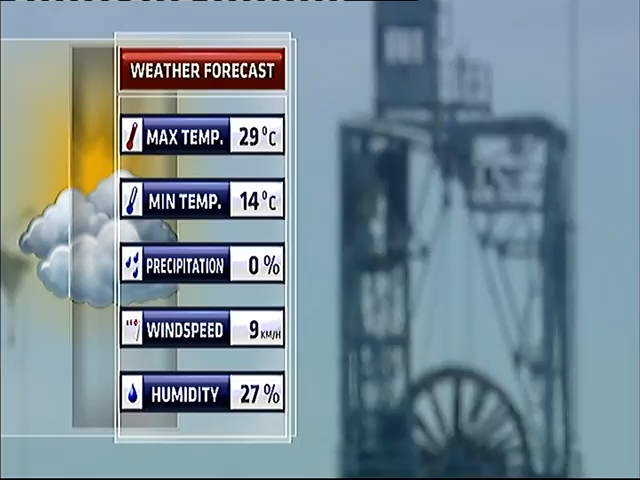 WEATHER FORECAST
MAX TEMP. 29°C
MIN TEMP. 14°C
PRECIPITATION 0 %
WINDSPEED 9 KM/H
HUMIDITY 27 %